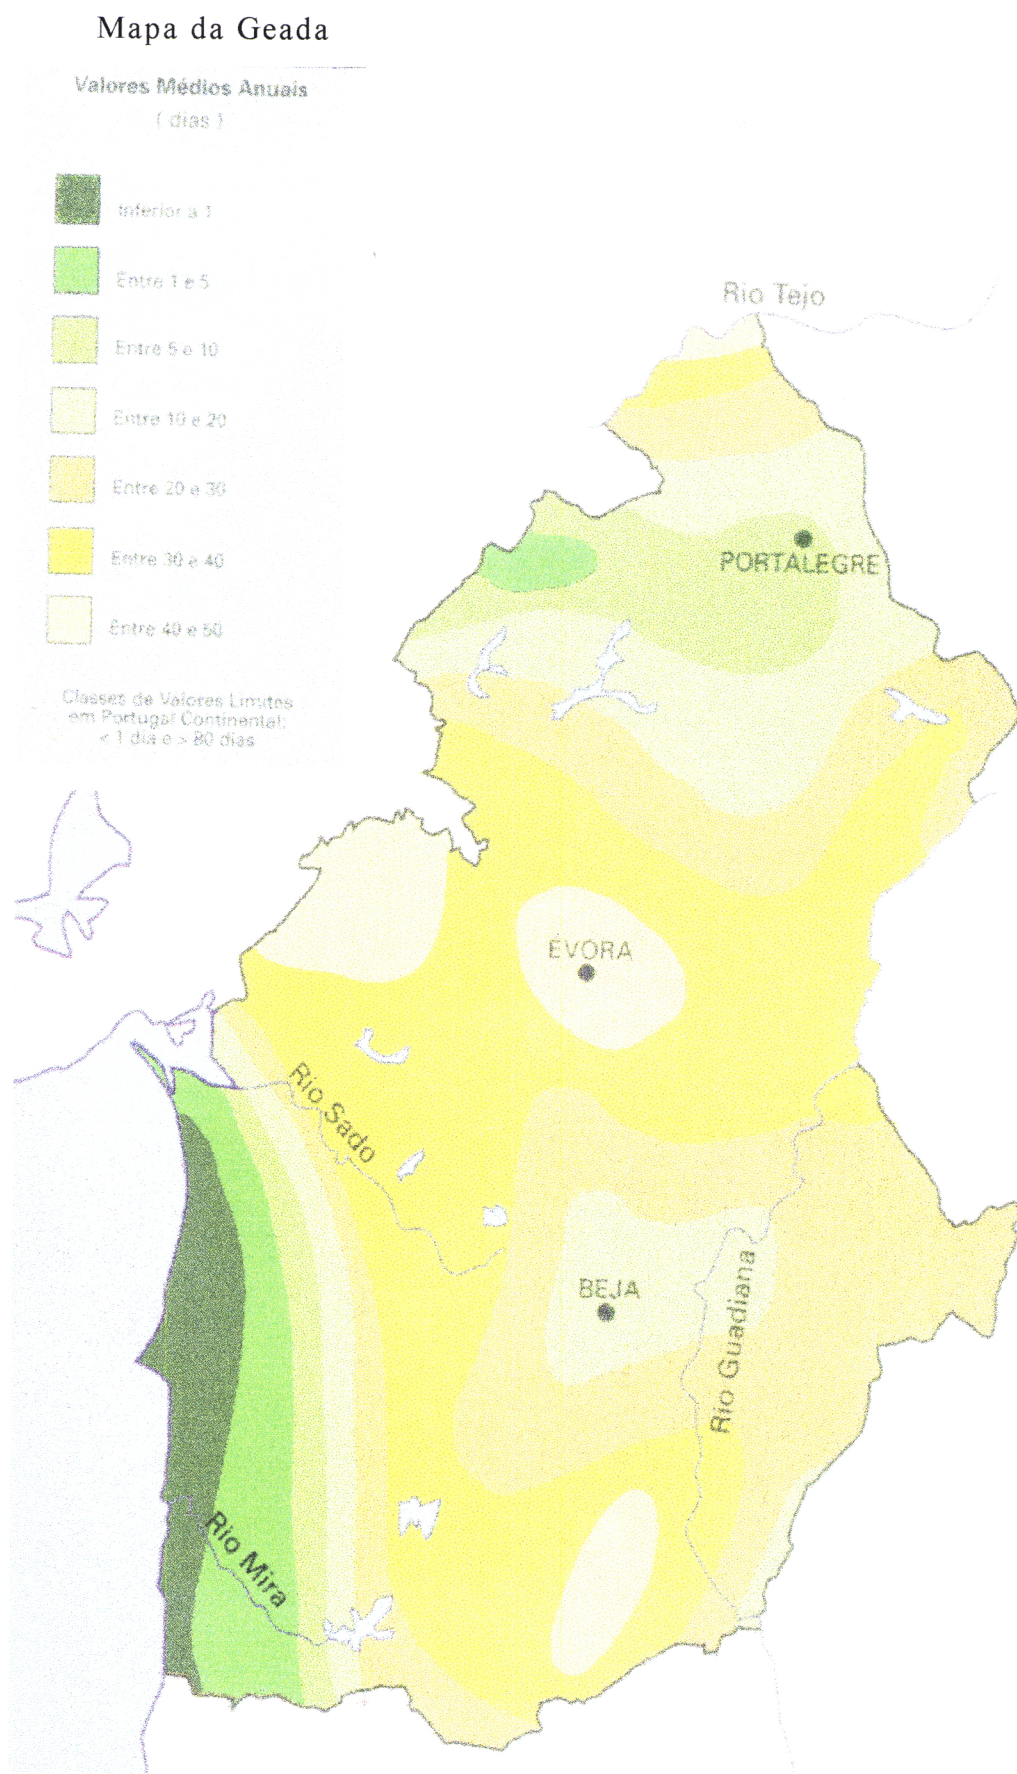 Mapa da Geada
Valores Médios Anuais
( dias )
Inferior a 1
Entre 1 e 5
Entre 5 e 10
Entre 10 e 20
Entre 20 e 30
Entre 30 e 40
Entre 40 e 50
Classes de Valores Limites
em Portugal Continental:
< 1 dia e > 80 dias
Rio Tejo
PORTALEGRE
ÉVORA
Rio Sado
BEJA
Rio Guadiana
Rio Mira